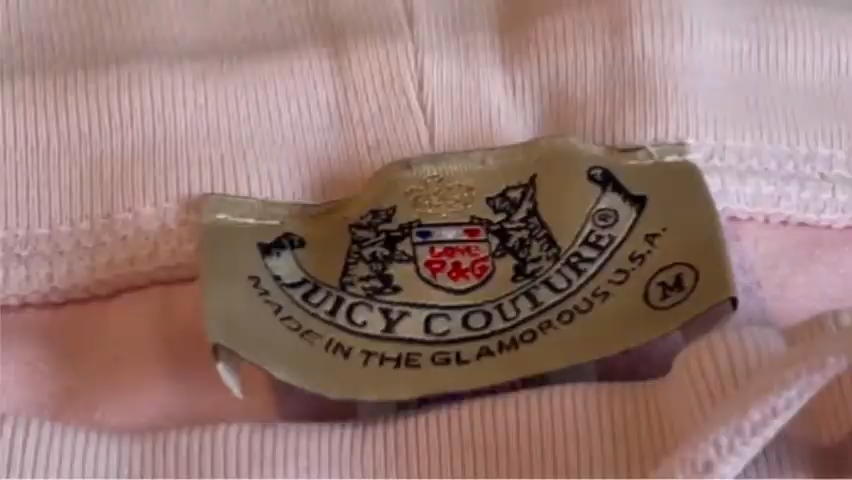 LOVE
P&G
JUICY COUTURE®
MADE IN THE GLAMOROUS U.S.A.
M